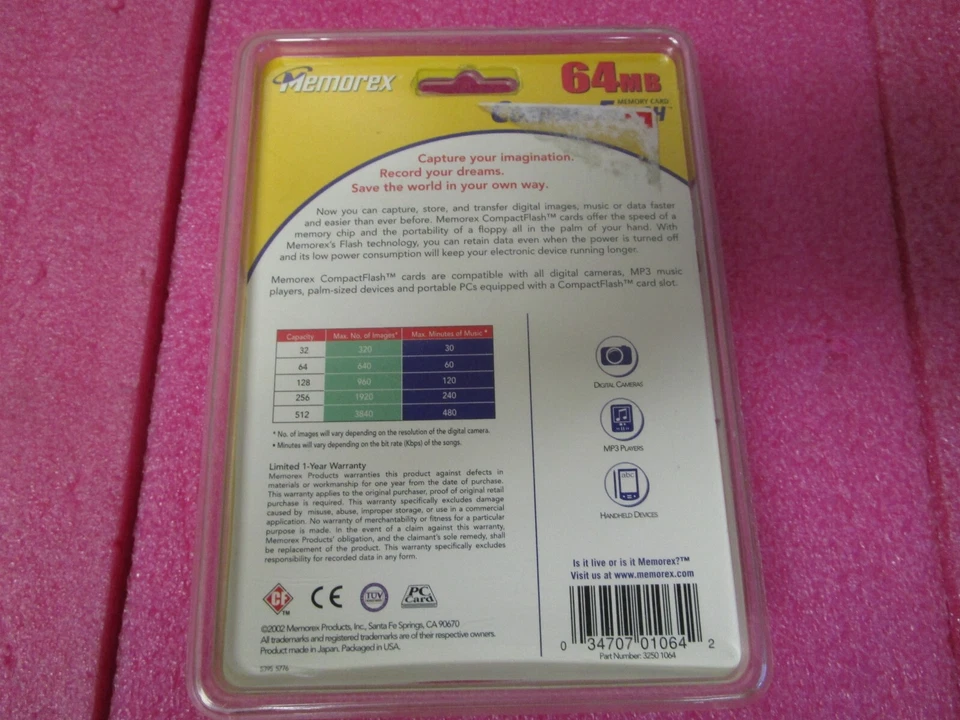 Memorex
64MB
MEMORY CARD
Capture your imagination.
Record your dreams.
Save the world in your own way.
Now you can capture, store, and transfer digital images, music or data faster
and easier than ever before. Memorex CompactFlash™ cards offer the speed of a
memory chip and the portability of a floppy all in the palm of your hand. With
Memorex's Flash technology, you can retain data even when the power is turned off
and its low power consumption will keep your electronic device running longer.
Memorex CompactFlash™ cards are compatible with all digital cameras, MP3 music
players, palm-sized devices and portable PCs equipped with a CompactFlash™ card slot.
Capacity Max. No. of Images* Max. Minutes of Music•
32 320 30
64 640 60
128 960 120
256 1920 240
512 3840 480
* No. of images will vary depending on the resolution of the digital camera.
• Minutes will vary depending on the bit rate (Kbps) of the songs.
Limited 1-Year Warranty
Memorex Products warranties this product against defects in
materials or workmanship for one year from the date of purchase.
This warranty applies to the original purchaser, proof of original retail
purchase is required. This warranty specifically excludes damage
caused by misuse, abuse, improper storage, or use in a commercial
application. No warranty of merchantability or fitness for a particular
purpose is made. In the event of a claim against this warranty,
Memorex Products' obligation, and the claimant's sole remedy, shall
be replacement of the product. This warranty specifically excludes
responsibility for recorded data in any form.
DIGITAL CAMERAS
MP3 PLAYERS
abc
HANDHELD DEVICES
Is it live or is it Memorex?™
Visit us at www.memorex.com
CF™ CE TUV PC Card
©2002 Memorex Products, Inc., Santa Fe Springs, CA 90670
All trademarks and registered trademarks are of their respective owners.
Product made in Japan. Packaged in USA.
0 34707 01064 2
Part Number: 3250 1064